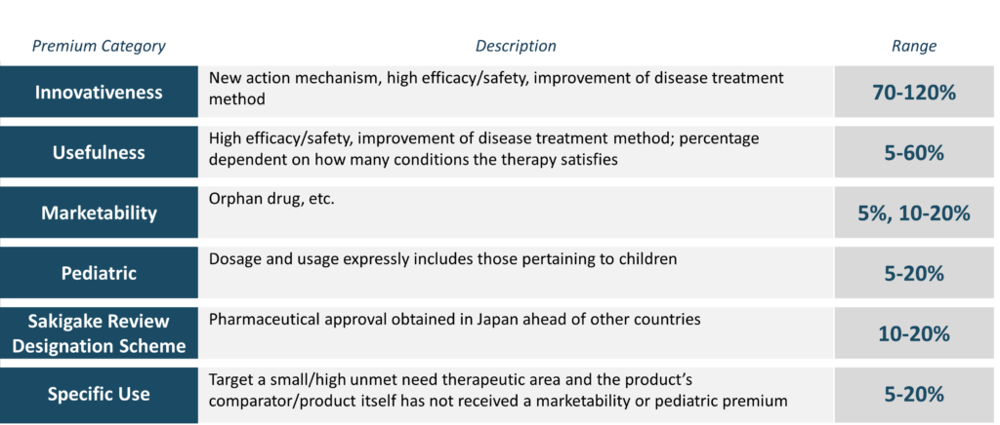 Premium Category
Description
Range
Innovativeness
New action mechanism, high efficacy/safety, improvement of disease treatment
method
70-120%
Usefulness
High efficacy/safety, improvement of disease treatment method; percentage
dependent on how many conditions the therapy satisfies
5-60%
Marketability
Orphan drug, etc.
5%, 10-20%
Pediatric
Dosage and usage expressly includes those pertaining to children
5-20%
Sakigake Review
Designation Scheme
Pharmaceutical approval obtained in Japan ahead of other countries
10-20%
Specific Use
Target a small/high unmet need therapeutic area and the product’s
comparator/product itself has not received a marketability or pediatric premium
5-20%